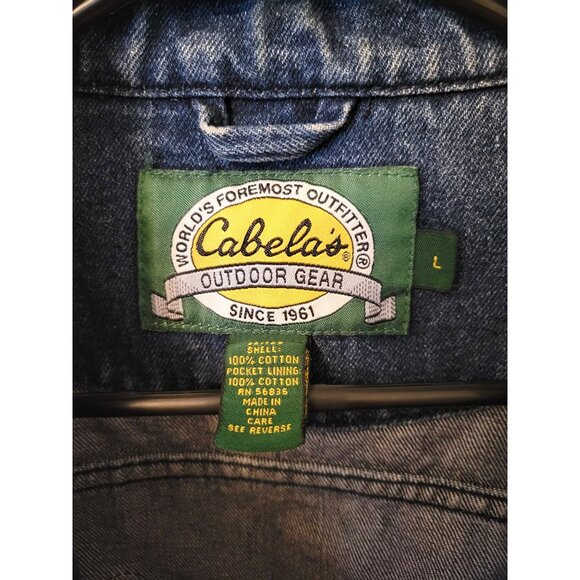 WORLD'S FOREMOST OUTFITTER®
Cabela's®
OUTDOOR GEAR
SINCE 1961
L
SHELL:
100% COTTON
POCKET LINING:
100% COTTON
RN 56835
MADE IN
CHINA
CARE
SEE REVERSE